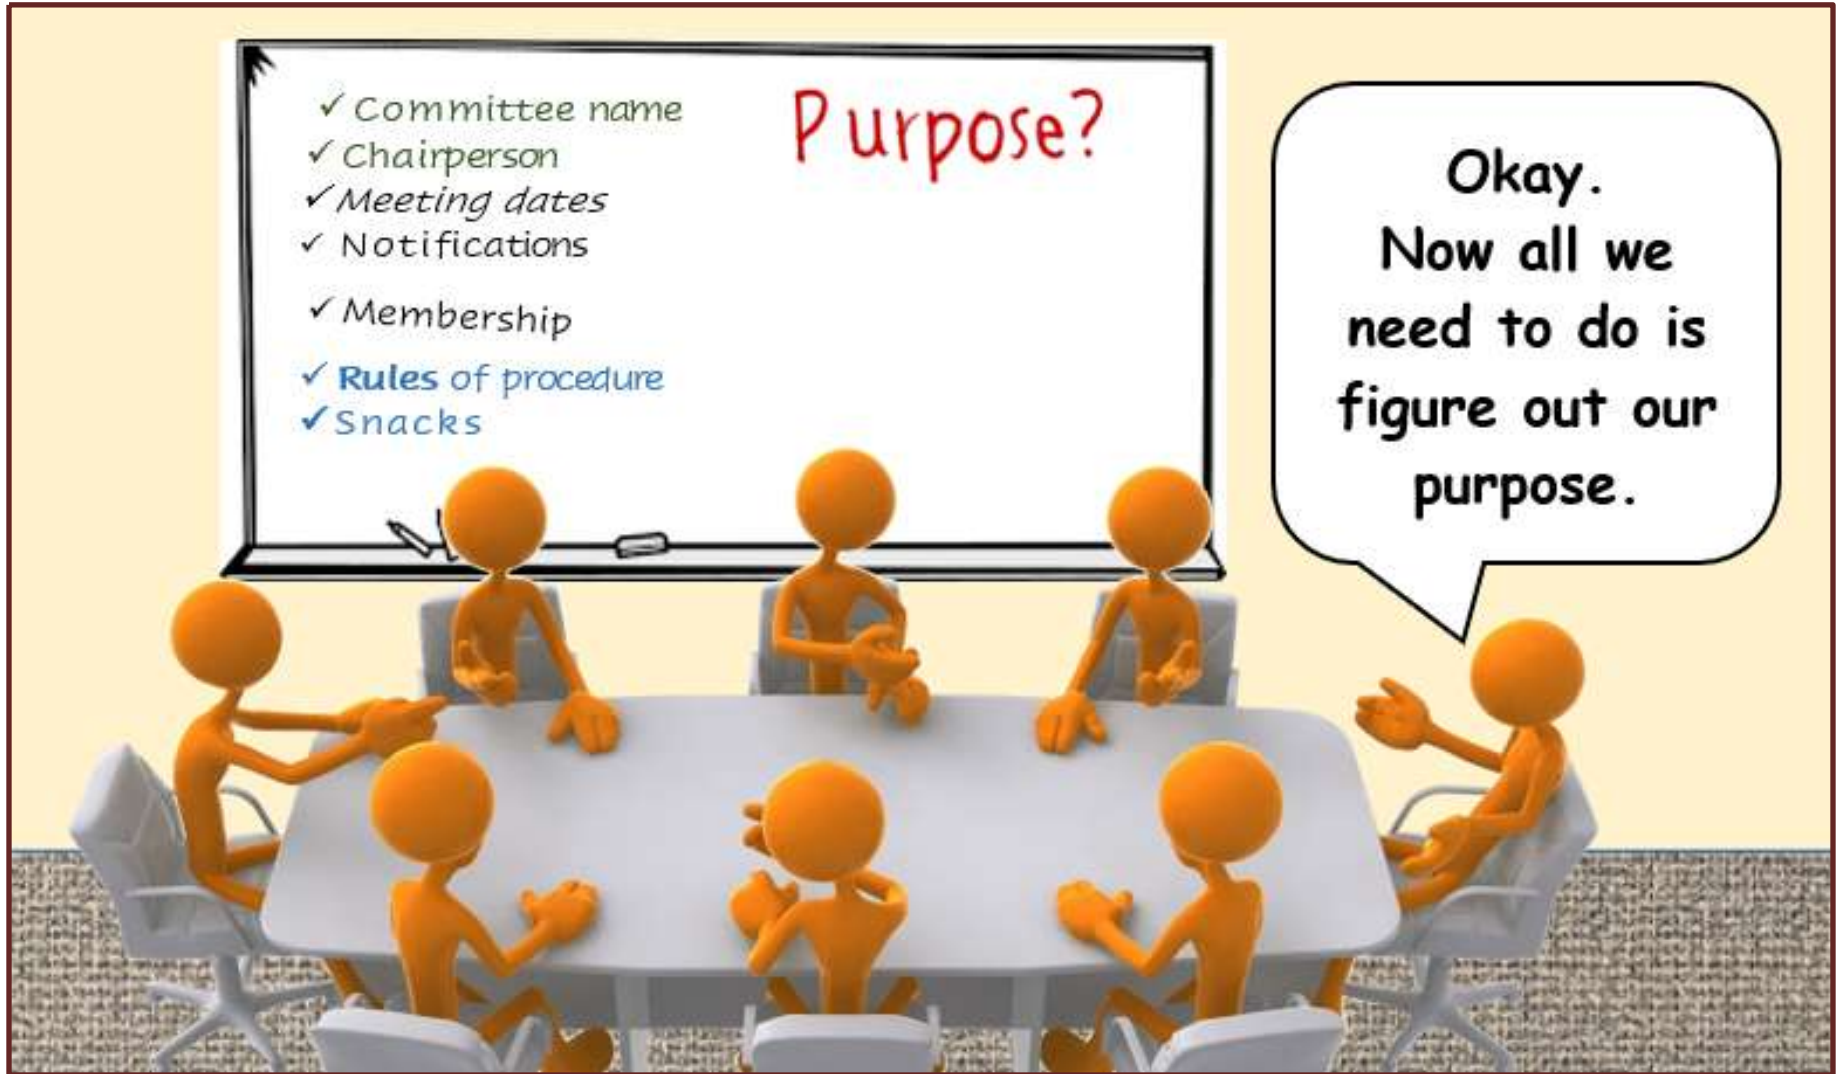 ✓ Committee name
✓ Chairperson
✓ Meeting dates
✓ Notifications
✓ Membership
✓ Rules of procedure
✓ Snacks
Purpose?
Okay.
Now all we
need to do is
figure out our
purpose.